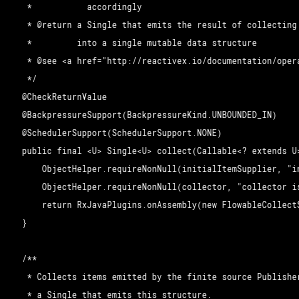 *           accordingly
* @return a Single that emits the result of collecting
*         into a single mutable data structure
* @see <a href="http://reactivex.io/documentation/opera
*/
@CheckReturnValue
@BackpressureSupport(BackpressureKind.UNBOUNDED_IN)
@SchedulerSupport(SchedulerSupport.NONE)
public final <U> Single<U> collect(Callable<? extends U>
ObjectHelper.requireNonNull(initialItemSupplier, "in
ObjectHelper.requireNonNull(collector, "collector is
return RxJavaPlugins.onAssembly(new FlowableCollectS
}
/**
* Collects items emitted by the finite source Publisher
* a Single that emits this structure.